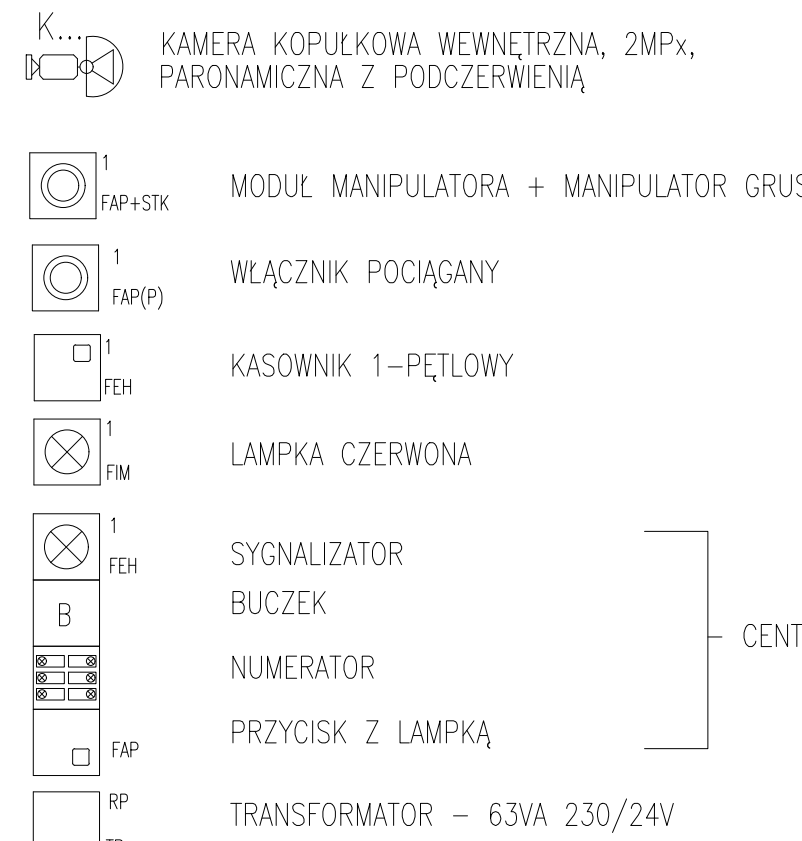 K...
KAMERA KOPUŁKOWA WEWNĘTRZNA, 2MPx,
PARONAMICZNA Z PODCZERWIENIĄ
1
FAP+STK
MODUŁ MANIPULATORA + MANIPULATOR
1
FAP(P)
WŁĄCZNIK POCIĄGANY
1
FEH
KASOWNIK 1-PĘTLOWY
1
FIM
LAMPKA CZERWONA
1
FEH
SYGNALIZATOR
B
BUCZEK
NUMERATOR
FAP
PRZYCISK Z LAMPKĄ
RP
TRANSFORMATOR - 63VA 230/24V